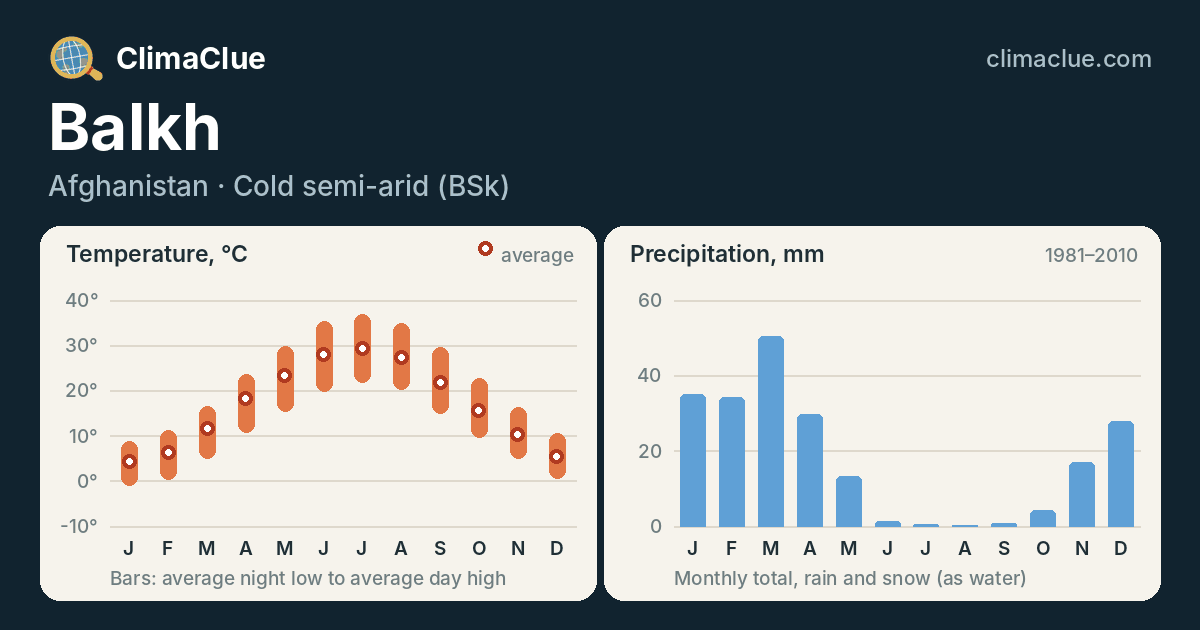 ClimaClue
climaclue.com
Balkh
Afghanistan · Cold semi-arid (BSk)
Temperature, °C
average
40°
30°
20°
10°
0°
-10°
J F M A M J J A S O N D
Bars: average night low to average day high
Precipitation, mm
1981–2010
60
40
20
0
J F M A M J J A S O N D
Monthly total, rain and snow (as water)